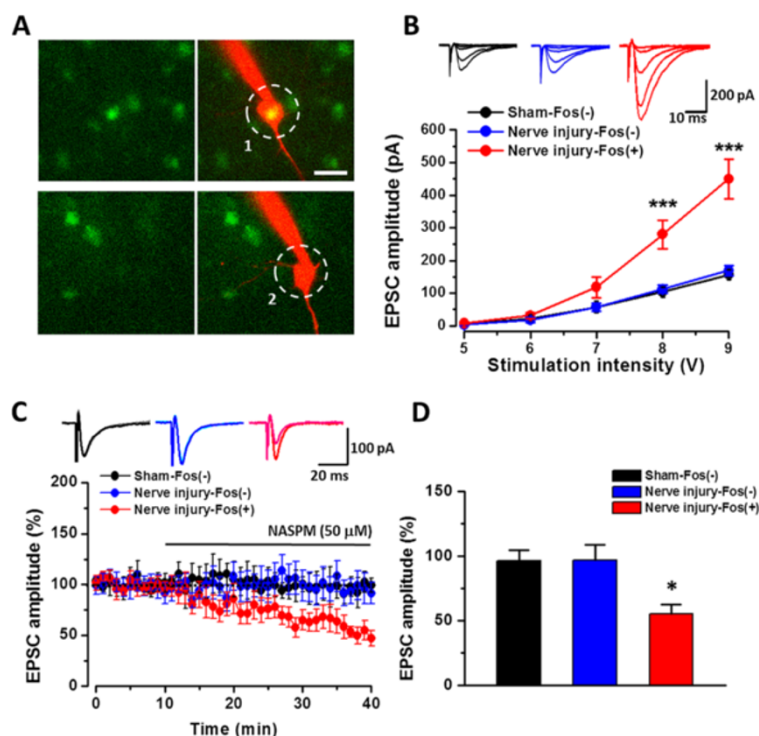 A
1
2
B
200 pA
10 ms
Sham-Fos(-)
Nerve injury-Fos(-)
Nerve injury-Fos(+)
EPSC amplitude (pA)
600
500
400
300
200
100
0
***
***
5 6 7 8 9
Stimulation intensity (V)
C
100 pA
20 ms
Sham-Fos(-)
Nerve injury-Fos(-)
Nerve injury-Fos(+)
NASPM (50 μM)
EPSC amplitude (%)
200
150
100
50
0
0 10 20 30 40
Time (min)
D
Sham-Fos(-)
Nerve injury-Fos(-)
Nerve injury-Fos(+)
EPSC amplitude (%)
150
100
50
0
*